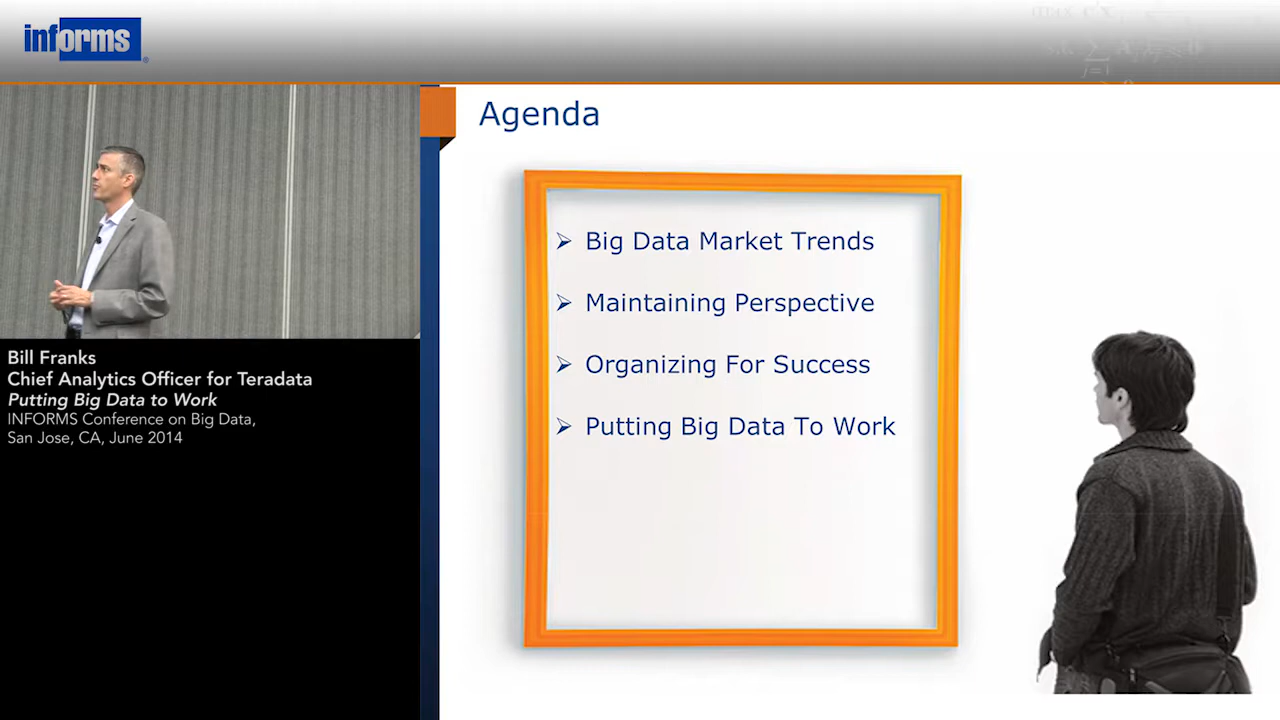 informs
Bill Franks
Chief Analytics Officer for Teradata
Putting Big Data to Work
INFORMS Conference on Big Data,
San Jose, CA, June 2014
Agenda
Big Data Market Trends
Maintaining Perspective
Organizing For Success
Putting Big Data To Work